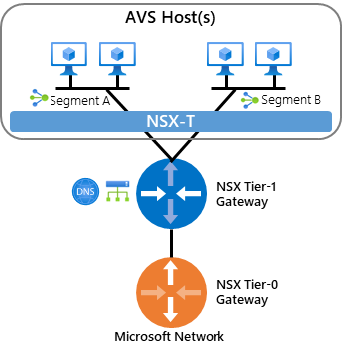 AVS Host(s)
Segment A
Segment B
NSX-T
DNS
NSX Tier-1
Gateway
NSX Tier-0
Gateway
Microsoft Network